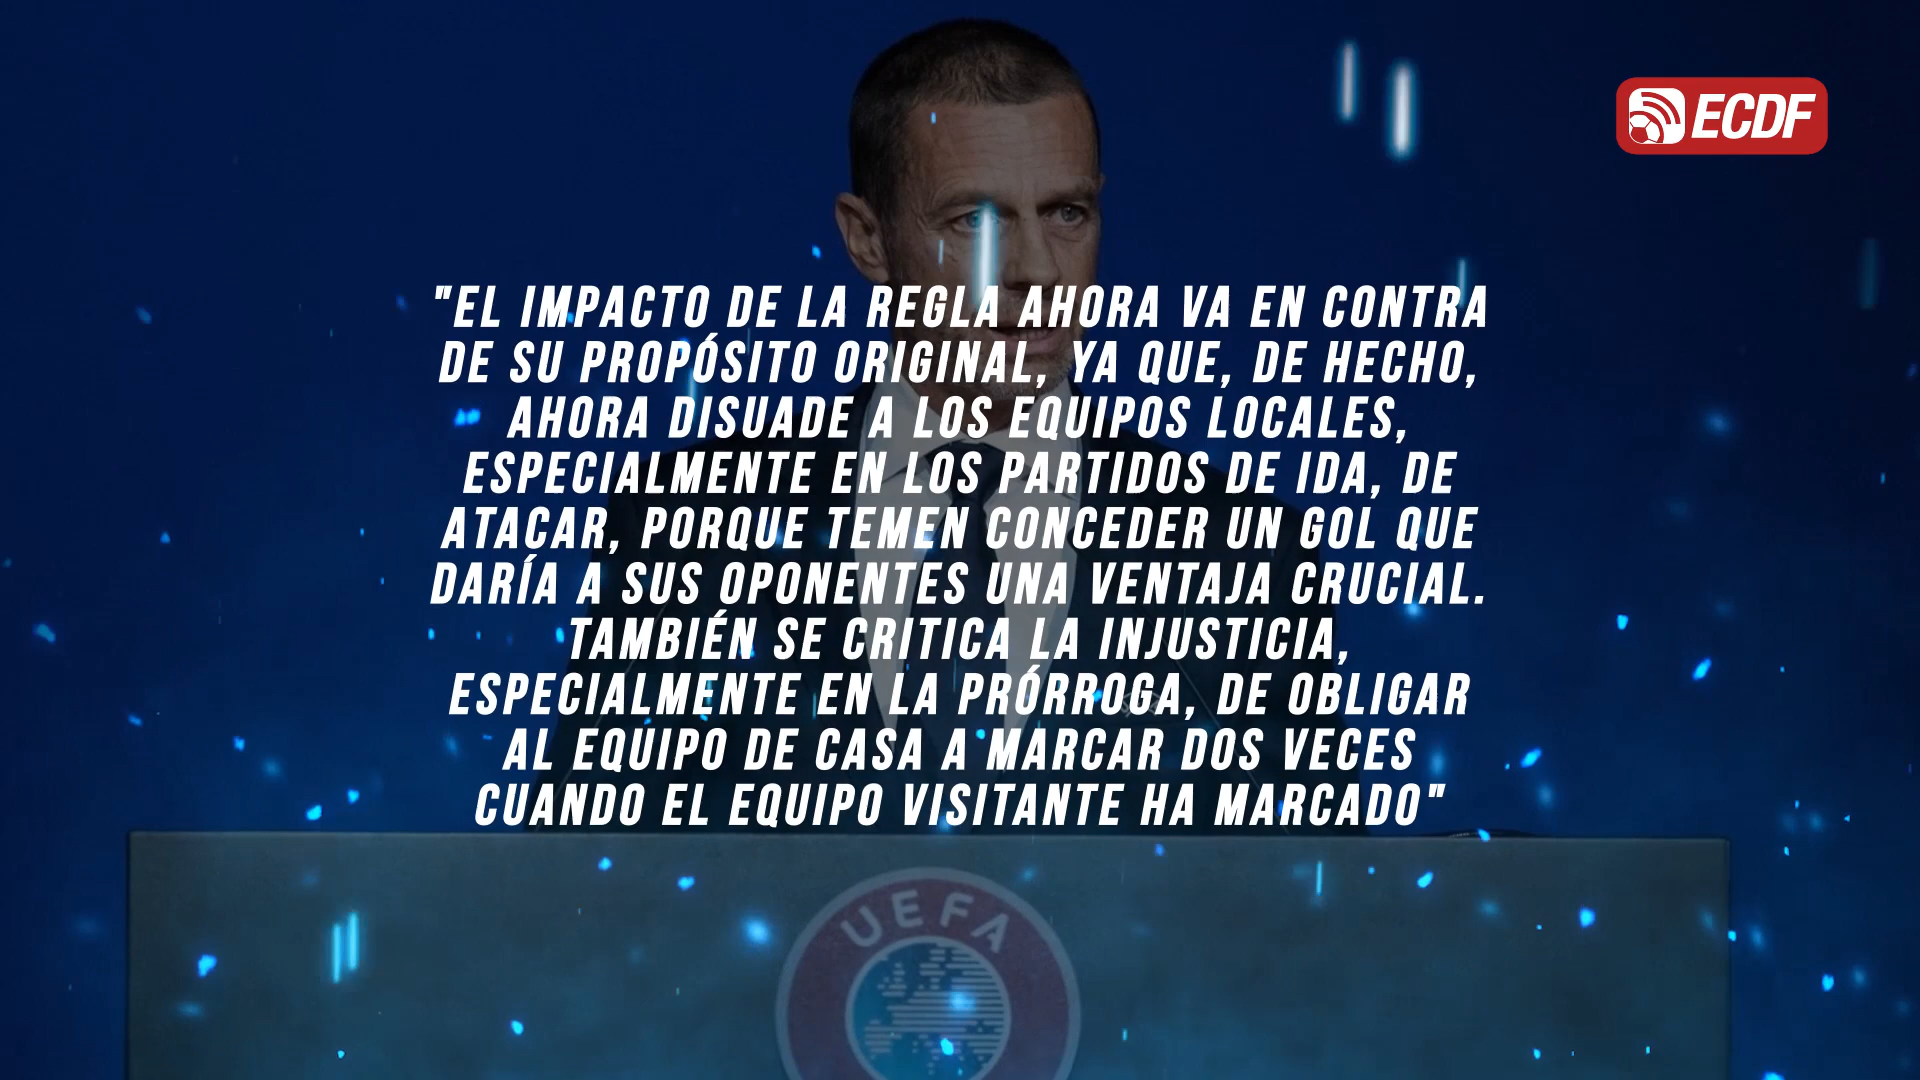 ECDF
"EL IMPACTO DE LA REGLA AHORA VA EN CONTRA
DE SU PROPÓSITO ORIGINAL, YA QUE, DE HECHO,
AHORA DISUADE A LOS EQUIPOS LOCALES,
ESPECIALMENTE EN LOS PARTIDOS DE IDA, DE
ATACAR, PORQUE TEMEN CONCEDER UN GOL QUE
DARÍA A SUS OPONENTES UNA VENTAJA CRUCIAL.
TAMBIÉN SE CRITICA LA INJUSTICIA,
ESPECIALMENTE EN LA PRÓRROGA, DE OBLIGAR
AL EQUIPO DE CASA A MARCAR DOS VECES
CUANDO EL EQUIPO VISITANTE HA MARCADO"
UEFA